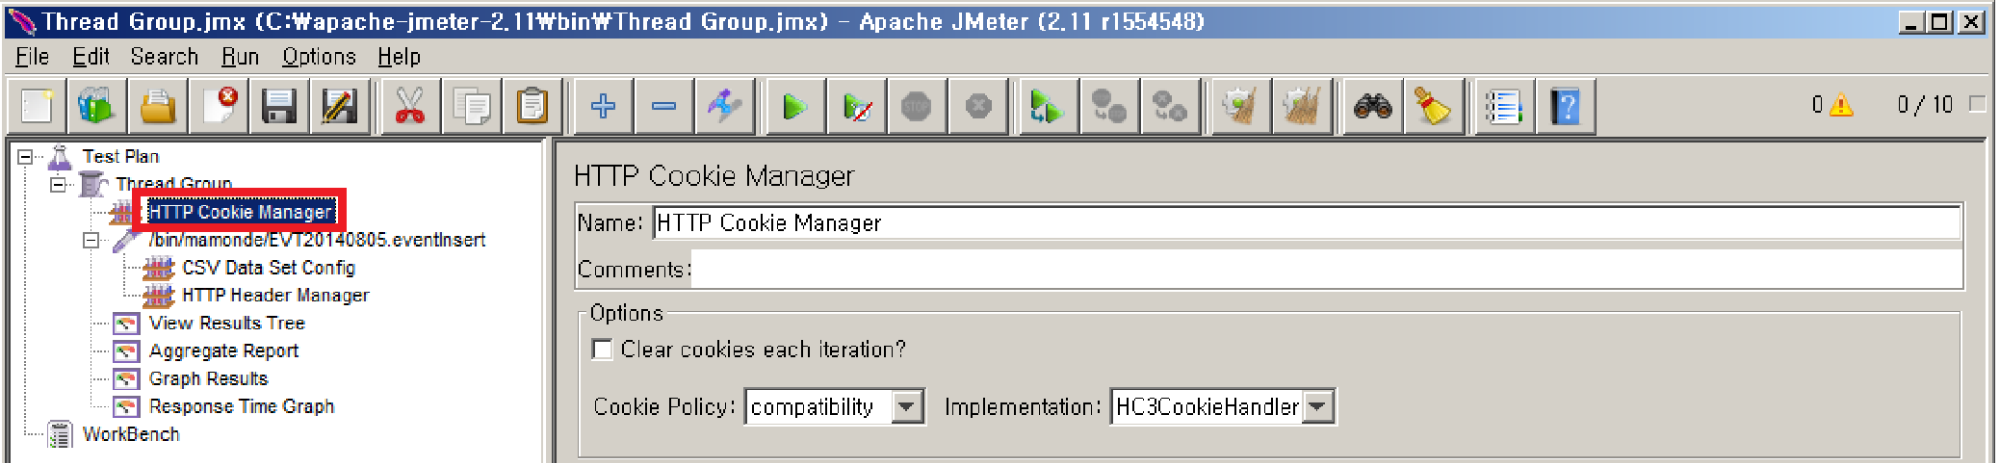 Thread Group.jmx (C:₩apache-jmeter-2.11₩bin₩Thread Group.jmx) - Apache JMeter (2.11 r1554548)
File Edit Search Run Options Help
STOP
0
0 / 10
Test Plan
Thread Group
HTTP Cookie Manager
/bin/mamonde/EVT20140805.eventInsert
CSV Data Set Config
HTTP Header Manager
View Results Tree
Aggregate Report
Graph Results
Response Time Graph
WorkBench
HTTP Cookie Manager
Name: HTTP Cookie Manager
Comments:
Options
Clear cookies each iteration?
Cookie Policy: compatibility Implementation: HC3CookieHandler